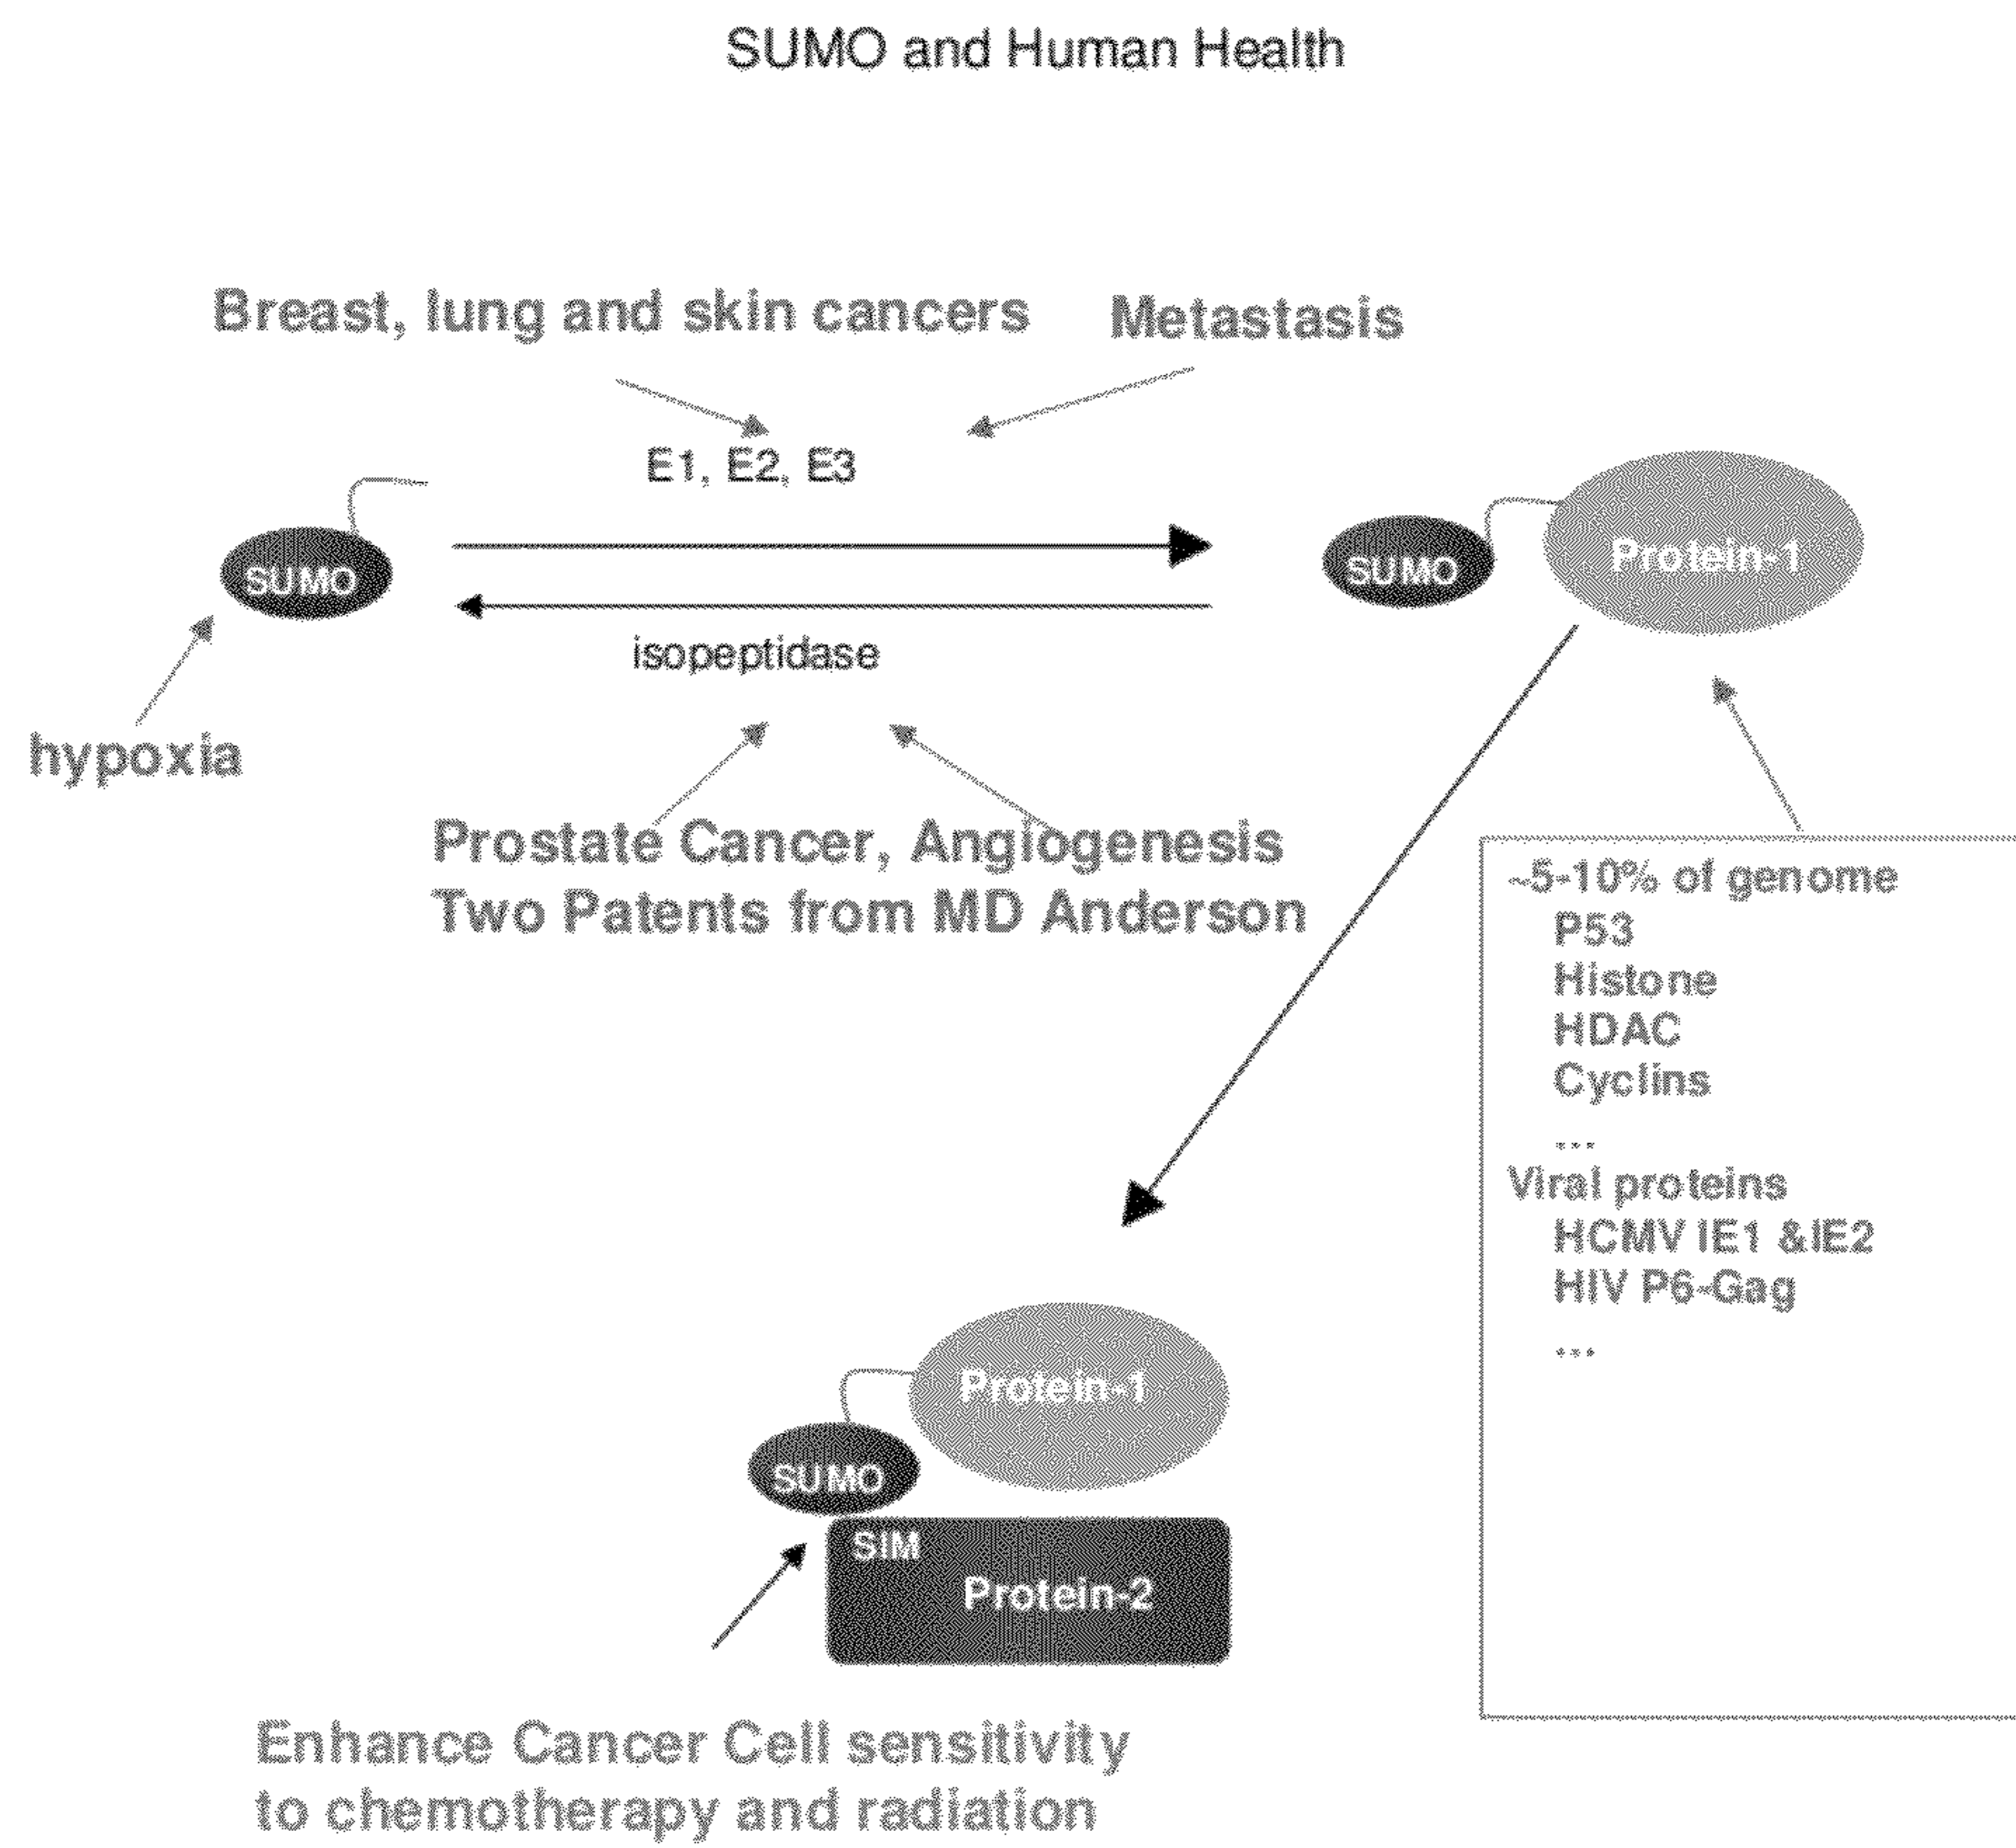 SUMO and Human Health
Breast, lung and skin cancers
Metastasis
E1, E2, E3
SUMO
SUMO
Protein-1
isopeptidase
hypoxia
Prostate Cancer, Angiogenesis
Two Patents from MD Anderson
~5-10% of genome
P53
Histone
HDAC
Cyclins
...
Viral proteins
HCMV IE1 &IE2
HIV P6-Gag
...
Protein-1
SUMO
SIM
Protein-2
Enhance Cancer Cell sensitivity
to chemotherapy and radiation